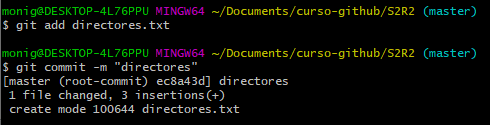 monig@DESKTOP-4L76PPU MINGW64 ~/Documents/curso-github/S2R2 (master)
$ git add directores.txt
monig@DESKTOP-4L76PPU MINGW64 ~/Documents/curso-github/S2R2 (master)
$ git commit -m "directores"
[master (root-commit) ec8a43d] directores
1 file changed, 3 insertions(+)
create mode 100644 directores.txt